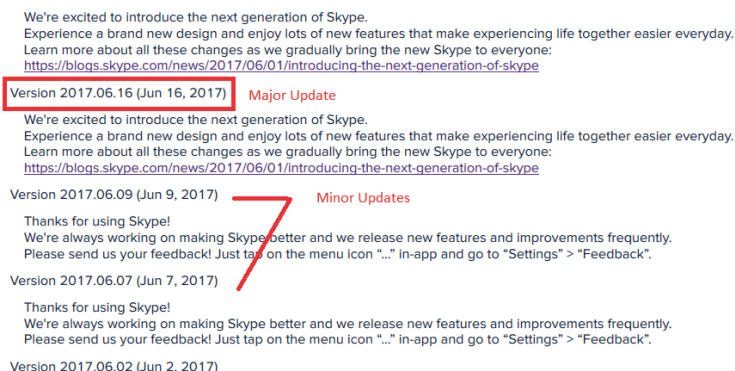 We're excited to introduce the next generation of Skype.
Experience a brand new design and enjoy lots of new features that make experiencing life together easier everyday.
Learn more about all these changes as we gradually bring the new Skype to everyone:
https://blogs.skype.com/news/2017/06/01/introducing-the-next-generation-of-skype
Version 2017.06.16 (Jun 16, 2017) Major Update
We're excited to introduce the next generation of Skype.
Experience a brand new design and enjoy lots of new features that make experiencing life together easier everyday.
Learn more about all these changes as we gradually bring the new Skype to everyone:
https://blogs.skype.com/news/2017/06/01/introducing-the-next-generation-of-skype
Version 2017.06.09 (Jun 9, 2017) Minor Updates
Thanks for using Skype!
We're always working on making Skype better and we release new features and improvements frequently.
Please send us your feedback! Just tap on the menu icon “...” in-app and go to “Settings” > “Feedback”.
Version 2017.06.07 (Jun 7, 2017)
Thanks for using Skype!
We're always working on making Skype better and we release new features and improvements frequently.
Please send us your feedback! Just tap on the menu icon “...” in-app and go to “Settings” > “Feedback”.
Version 2017.06.02 (Jun 2, 2017)